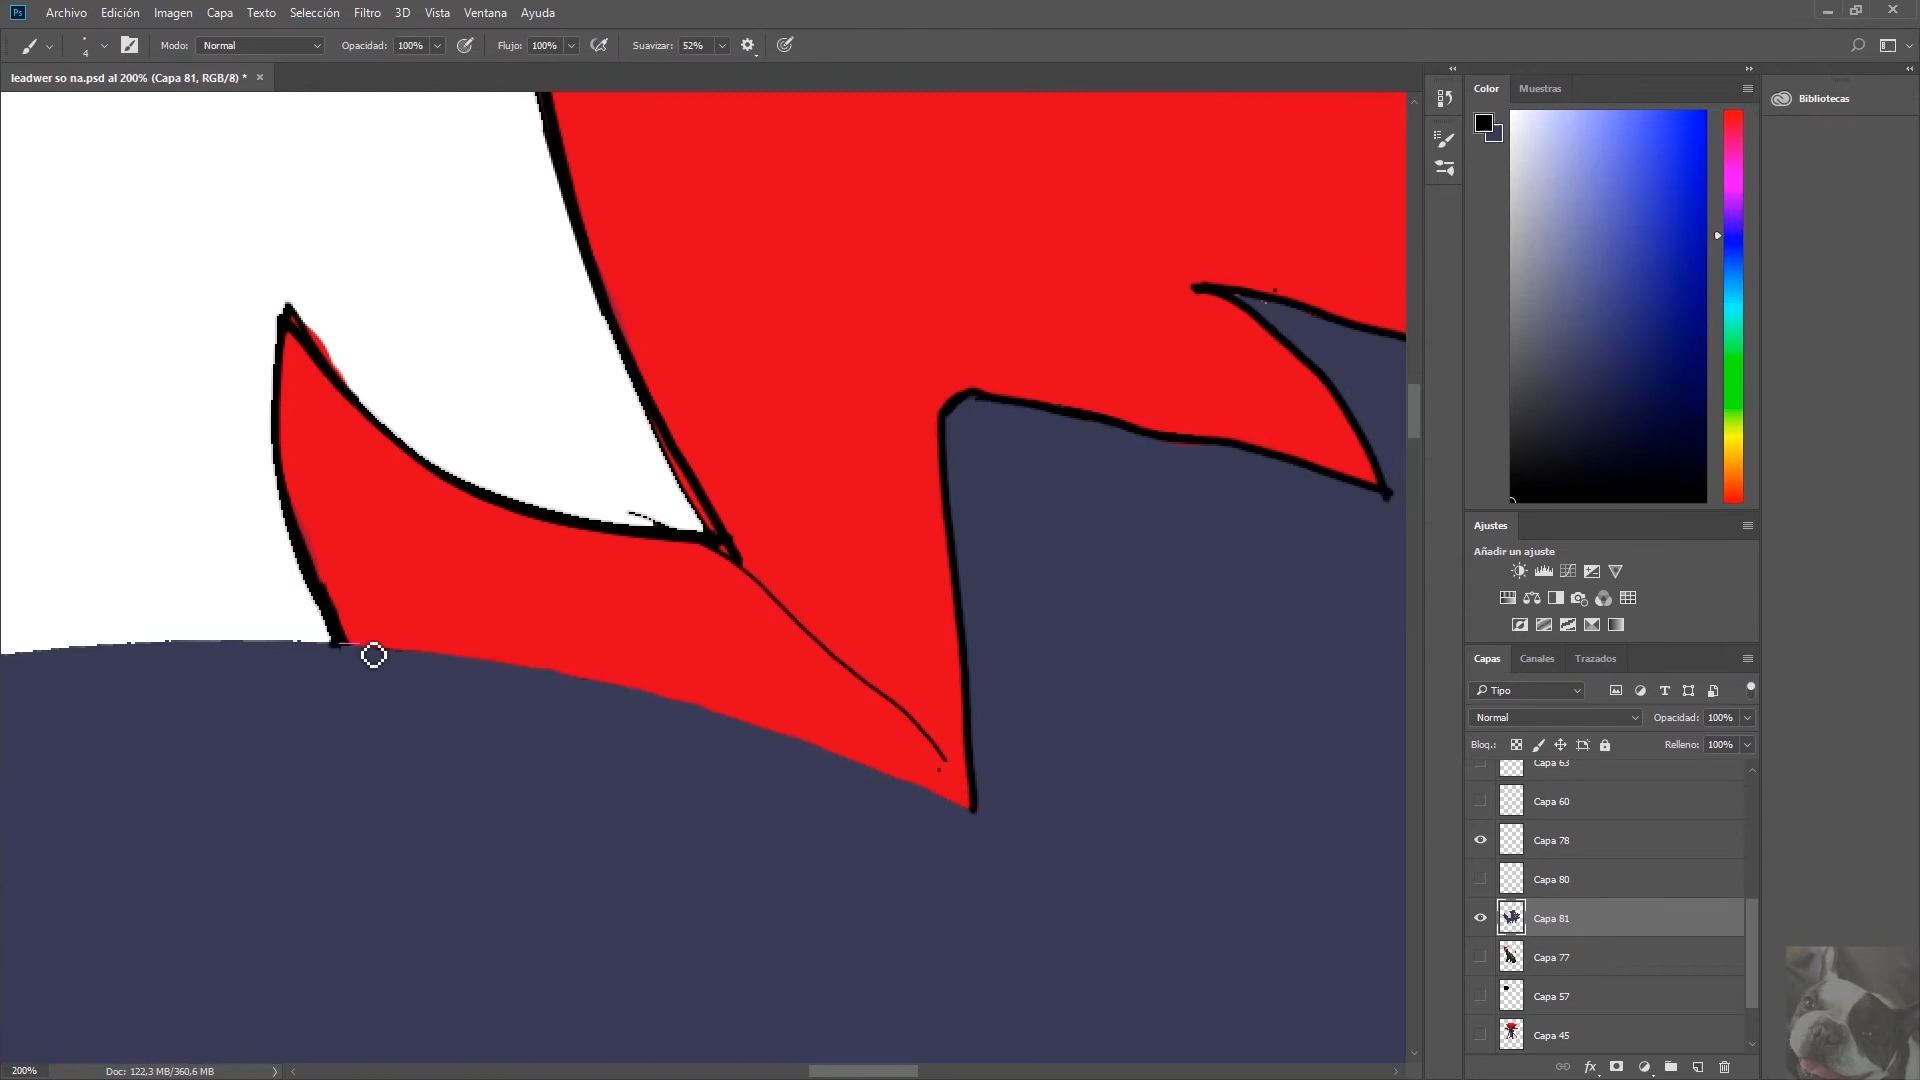 Ps Archivo Edición Imagen Capa Texto Selección Filtro 3D Vista Ventana Ayuda
4 Modo: Normal Opacidad: 100% Flujo: 100% Suavizar: 52%
leadwer so na.psd al 200% (Capa 81, RGB/8) * ×
Color Muestras
Bibliotecas
Ajustes
Añadir un ajuste
Capas Canales Trazados
Tipo
Normal Opacidad: 100%
Bloq.: Relleno: 100%
Capa 63
Capa 60
Capa 78
Capa 80
Capa 81
Capa 77
Capa 57
Capa 45
fx
200% Doc: 122,3 MB/360,6 MB